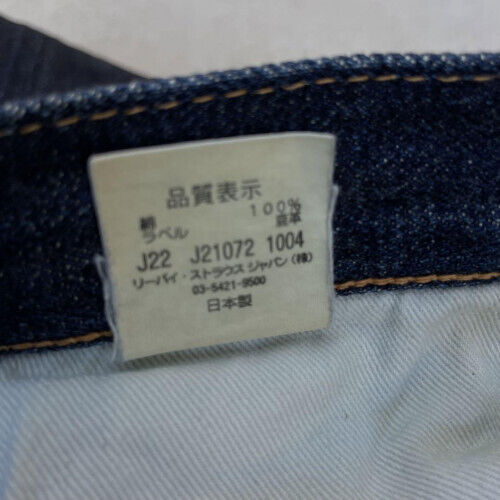 品質表示
綿 100%
ラベル 鹿革
J22 J21072 1004
リーバイ・ストラウス ジャパン(株)
03-5421-9500
日本製